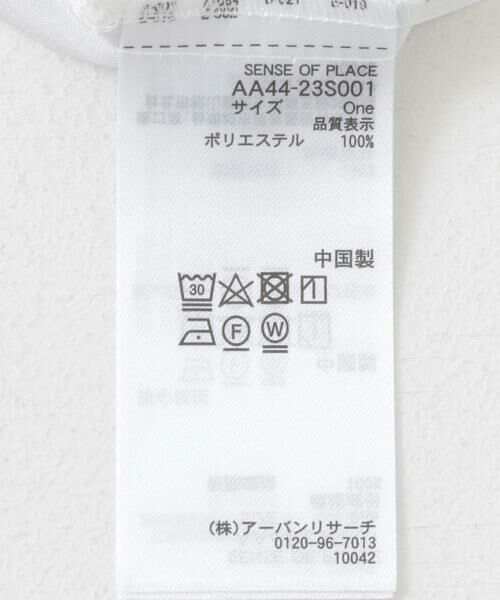 SENSE OF PLACE
AA44-23S001
サイズ One
品質表示
ポリエステル 100%
中国製
30
F W
(株)アーバンリサーチ
0120-96-7013
10042